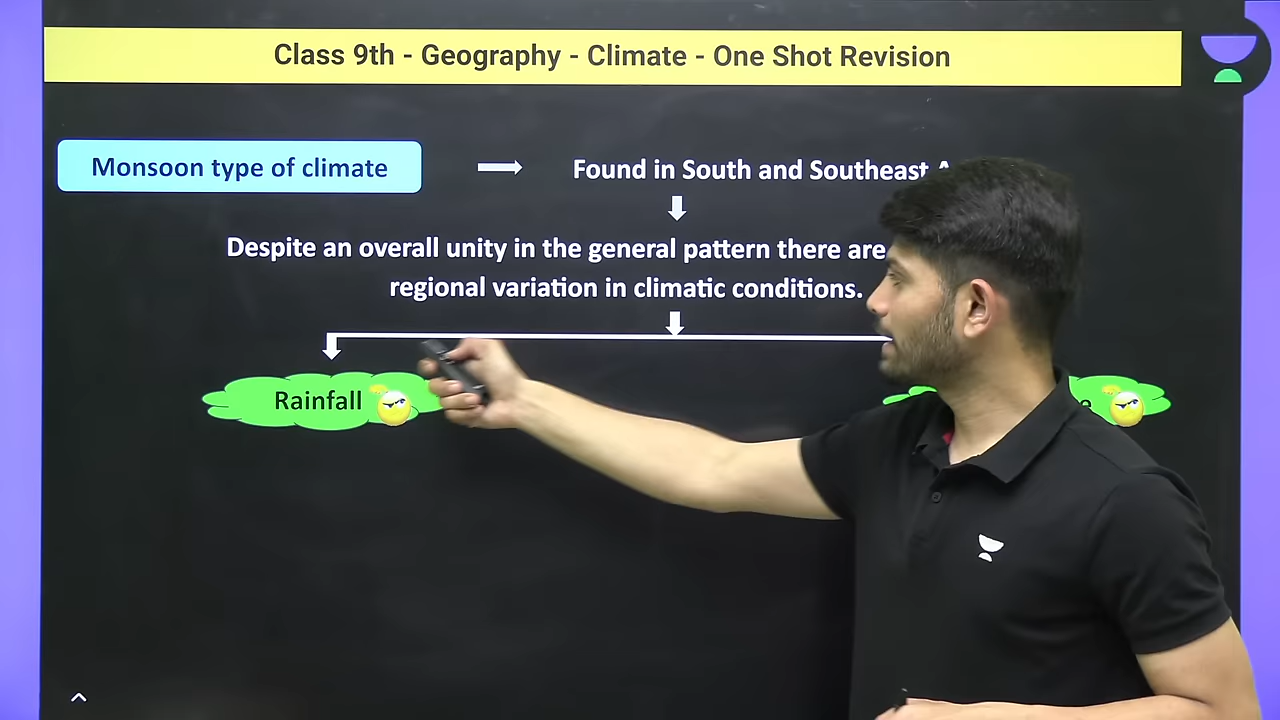 Class 9th - Geography - Climate - One Shot Revision
Monsoon type of climate
Found in South and Southeast
Despite an overall unity in the general pattern there are
regional variation in climatic conditions.
Rainfall